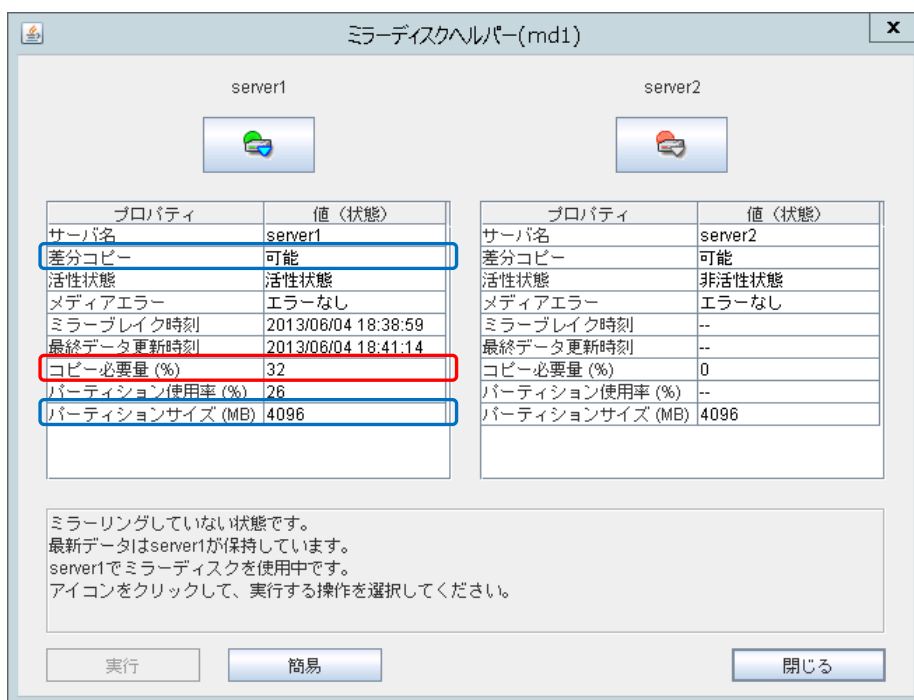 ミラーディスクヘルパー(md1)
x
server1
server2
プロパティ 値（状態）
サーバ名 server1
差分コピー 可能
活性状態 活性状態
メディアエラー エラーなし
ミラーブレイク時刻 2013/06/04 18:38:59
最終データ更新時刻 2013/06/04 18:41:14
コピー必要量 (%) 32
パーティション使用率 (%) 26
パーティションサイズ (MB) 4096
プロパティ 値（状態）
サーバ名 server2
差分コピー 可能
活性状態 非活性状態
メディアエラー エラーなし
ミラーブレイク時刻 --
最終データ更新時刻 --
コピー必要量 (%) 0
パーティション使用率 (%) --
パーティションサイズ (MB) 4096
ミラーリングしていない状態です。
最新データはserver1が保持しています。
server1でミラーディスクを使用中です。
アイコンをクリックして、実行する操作を選択してください。
実行
簡易
閉じる